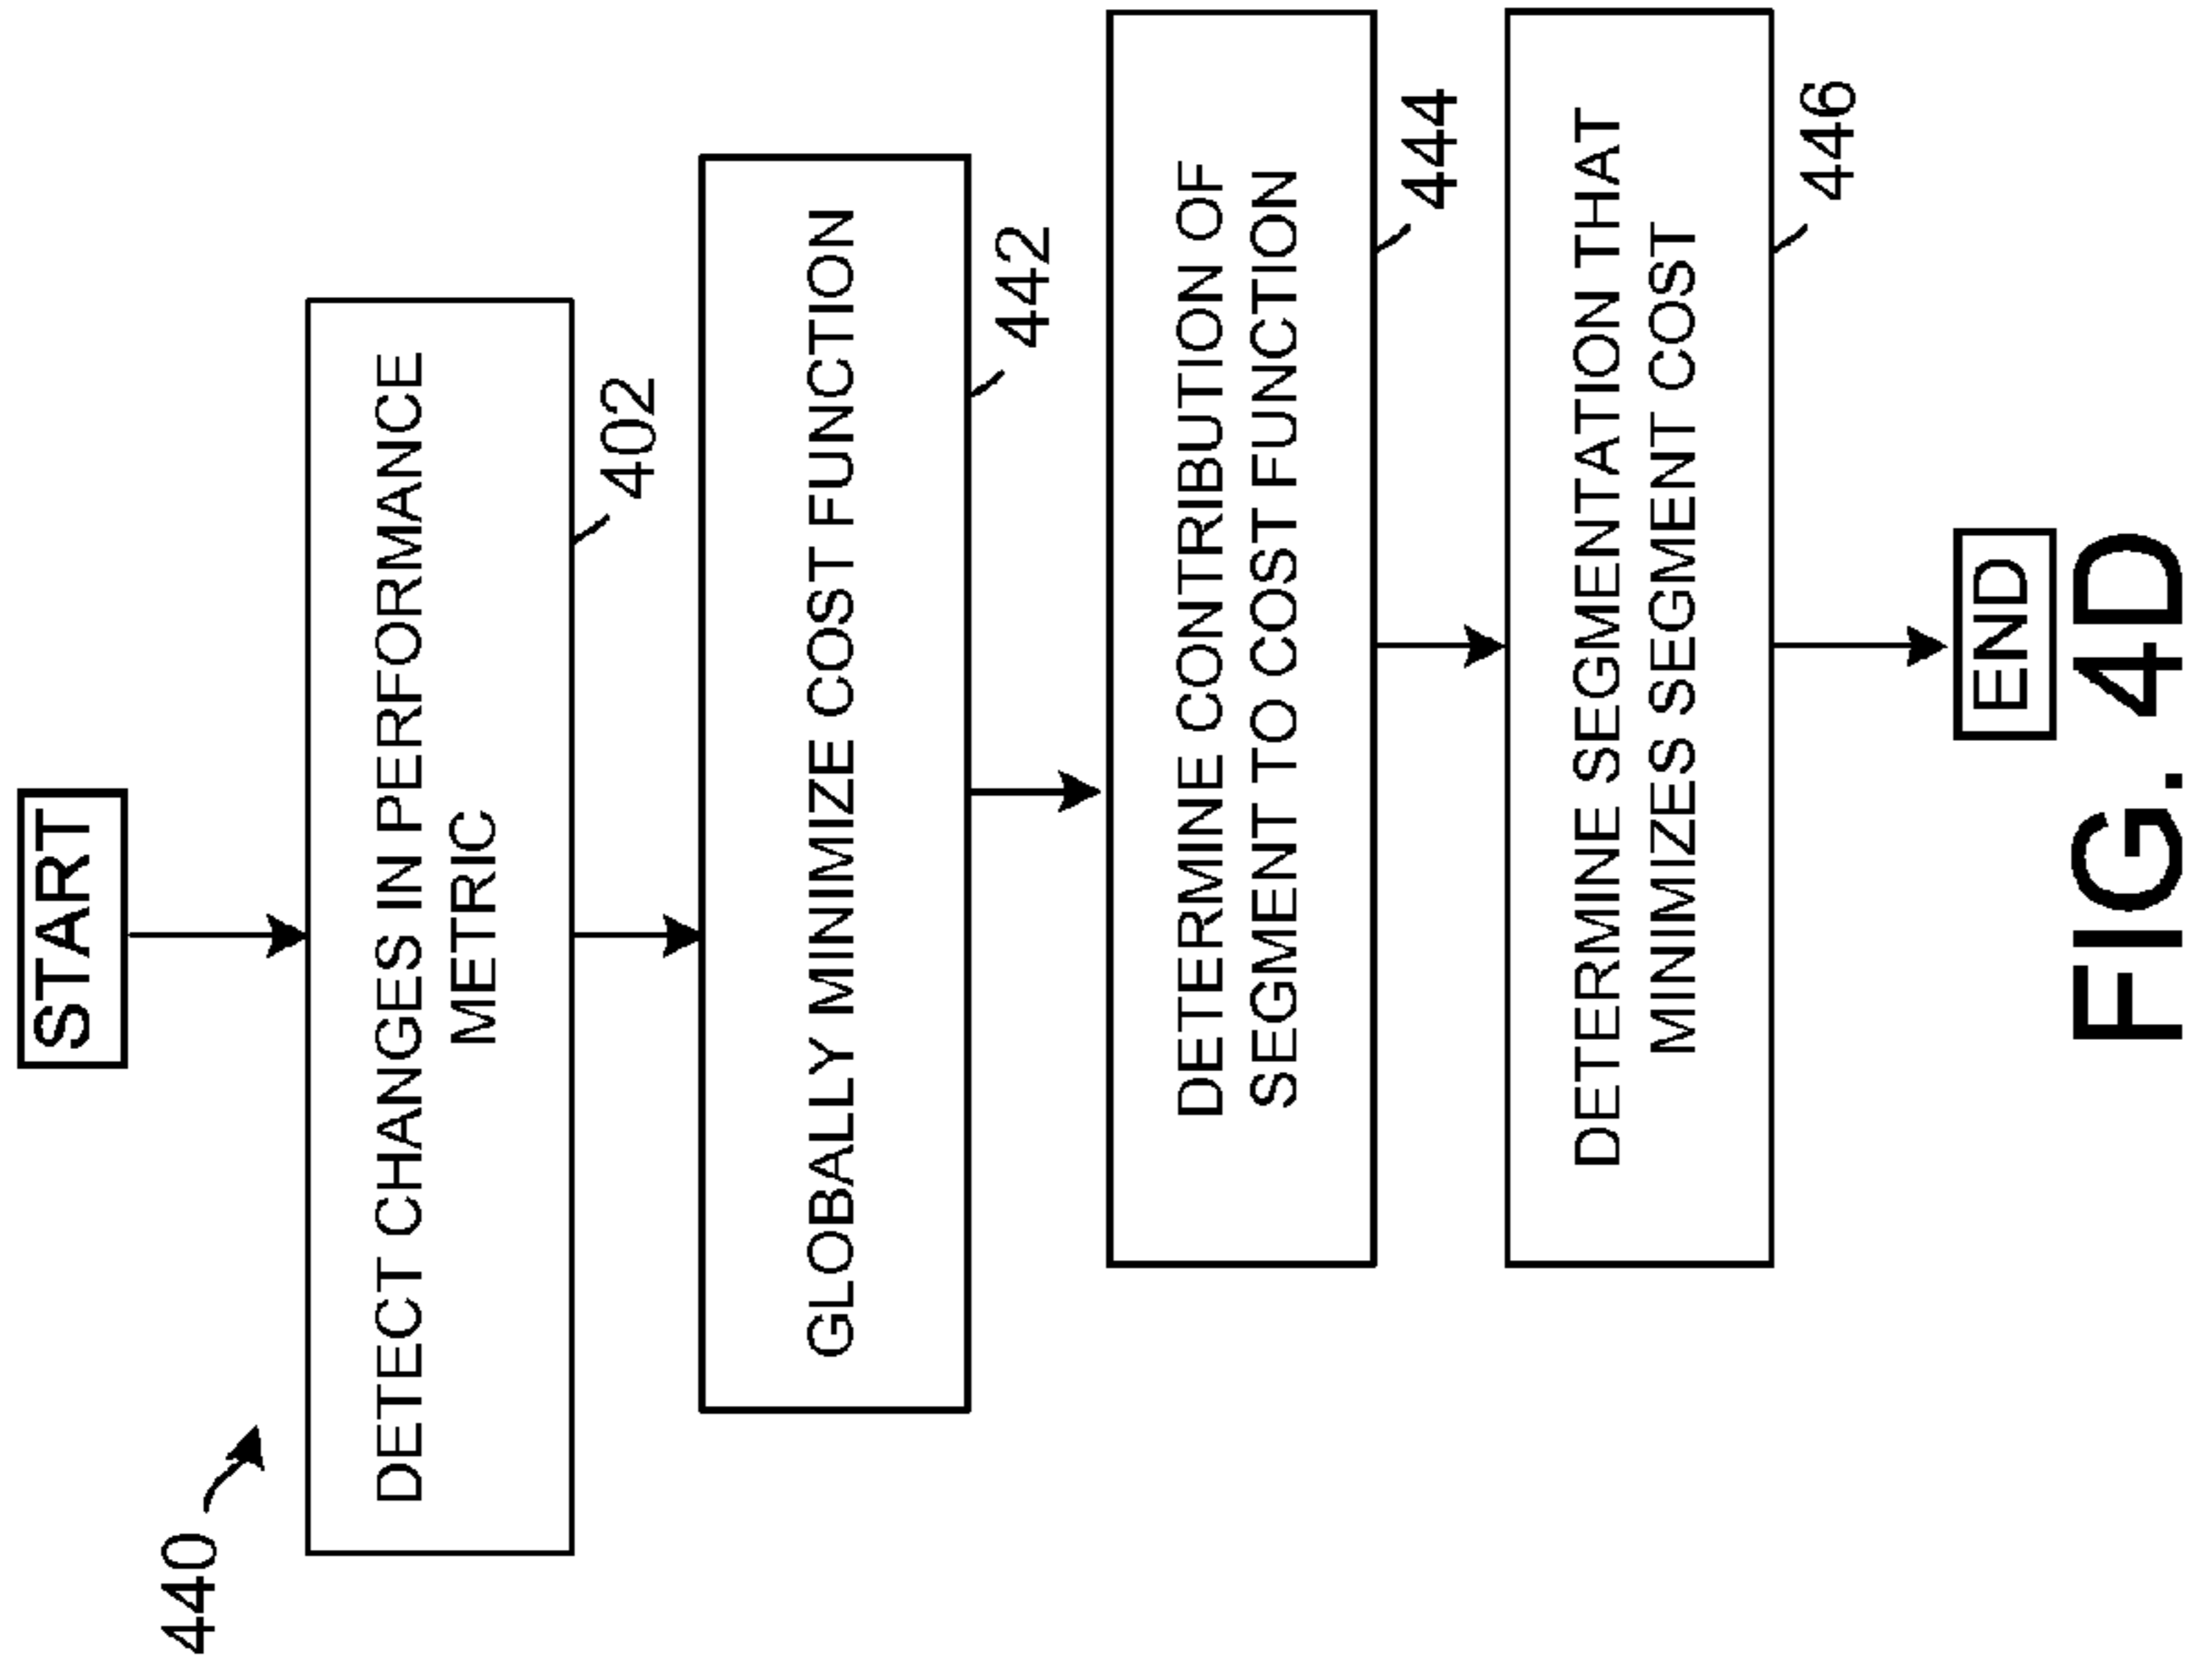 START
440
DETECT CHANGES IN PERFORMANCE
METRIC
402
GLOBALLY MINIMIZE COST FUNCTION
442
DETERMINE CONTRIBUTION OF
SEGMENT TO COST FUNCTION
444
DETERMINE SEGMENTATION THAT
MINIMIZES SEGMENT COST
446
END
FIG. 4D